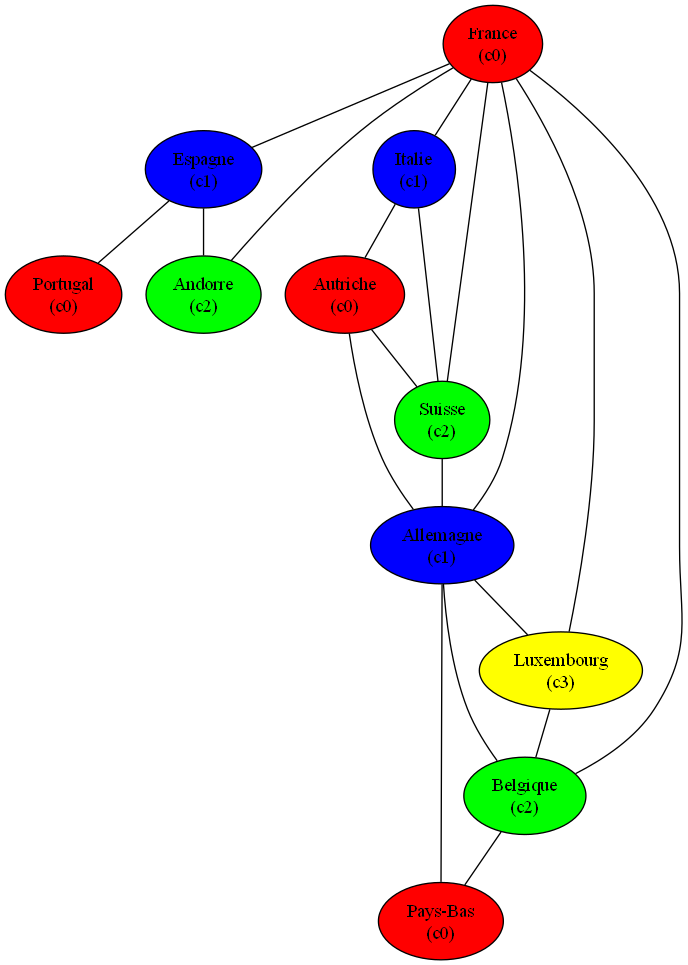 France
(c0)
Espagne
(c1)
Italie
(c1)
Portugal
(c0)
Andorre
(c2)
Autriche
(c0)
Suisse
(c2)
Allemagne
(c1)
Luxembourg
(c3)
Belgique
(c2)
Pays-Bas
(c0)